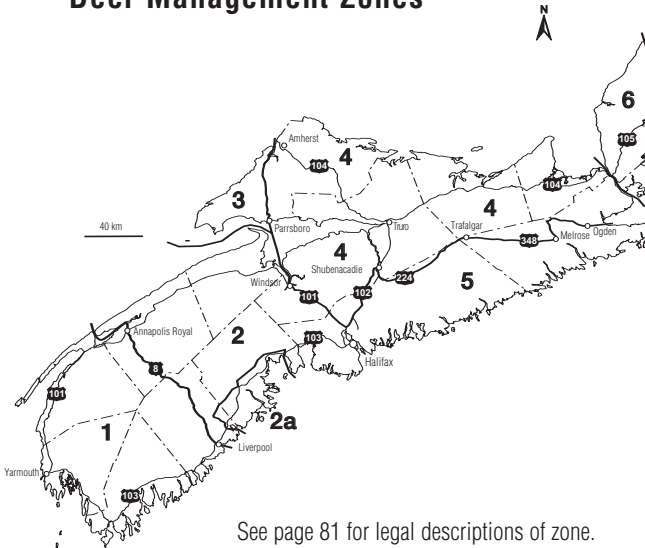 Deer Management Zones
N
6
105
Amherst
104
4
104
3
4
40 km
Parrsboro
Truro
Trafalgar
4
348
Melrose
Ogden
Shubenacadie
224
5
Windsor
101
102
Annapolis Royal
2
103
Halifax
8
101
2a
1
Liverpool
Yarmouth
103
See page 81 for legal descriptions of zone.